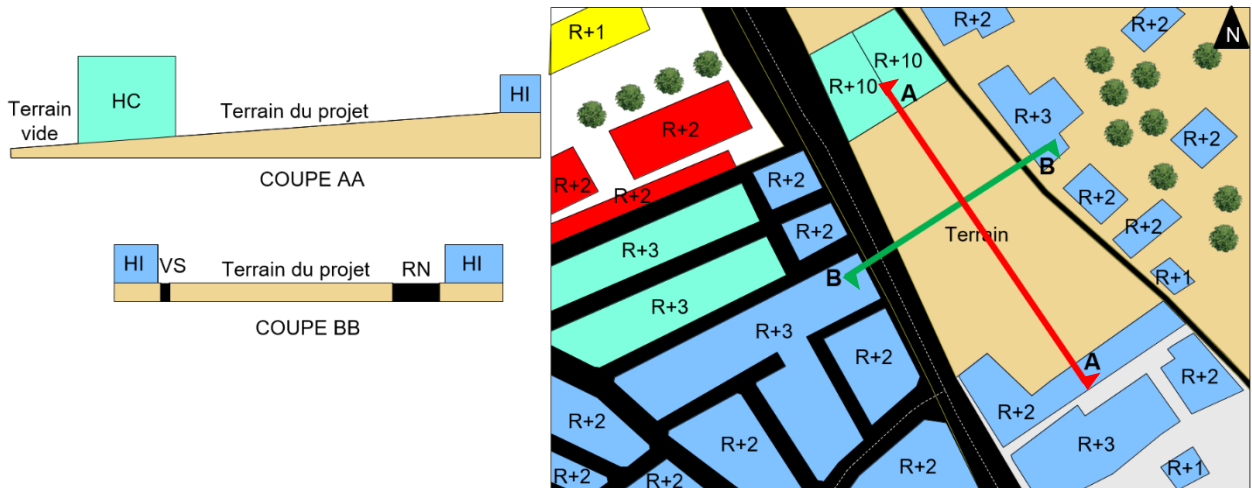 HC
HI
Terrain
vide
Terrain du projet
COUPE AA
HI
VS
Terrain du projet
RN
HI
COUPE BB
R+1
R+2
R+2
N
R+10
R+10
A
R+3
R+2
R+2
R+2
R+2
R+2
B
R+2
R+2
R+2
Terrain
R+3
R+1
B
R+3
R+3
R+2
A
R+2
R+2
R+2
R+2
R+3
R+2
R+2
R+1